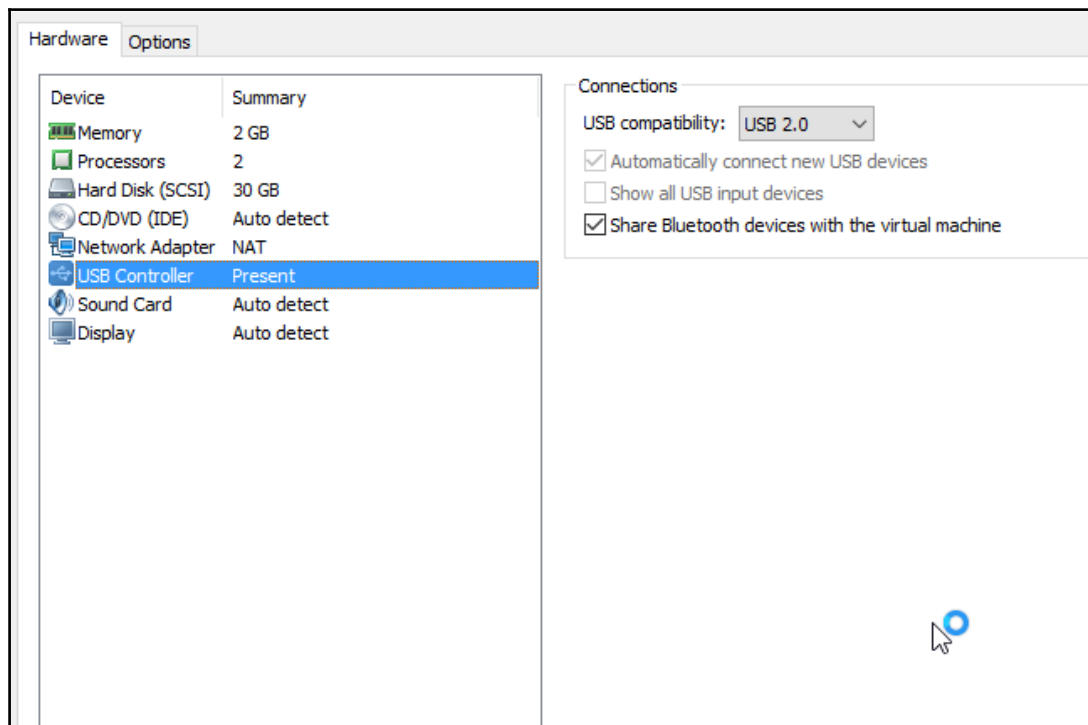 Hardware
Options
Device Summary
Memory 2 GB
Processors 2
Hard Disk (SCSI) 30 GB
CD/DVD (IDE) Auto detect
Network Adapter NAT
USB Controller Present
Sound Card Auto detect
Display Auto detect
Connections
USB compatibility: USB 2.0
Automatically connect new USB devices
Show all USB input devices
Share Bluetooth devices with the virtual machine